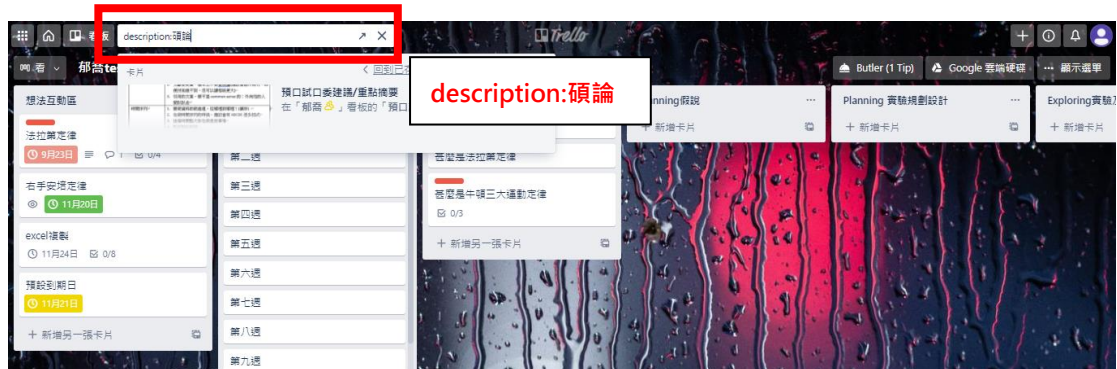 看板
description:碩論
Trello
看
郁喬te
Butler (1 Tip)
Google 雲端硬碟
顯示選單
卡片
預口試口委建議/重點摘要
在「郁喬👍」看板的「預口
description:碩論
想法互動區
法拉第定律
9月23日
1
0/4
右手安培定律
11月20日
excel複製
11月24日
0/8
預設到期日
11月21日
+ 新增另一張卡片
第二週
第三週
第四週
第五週
第六週
第七週
第八週
第九週
甚麼是法拉第定律
甚麼是牛頓三大運動定律
0/3
+ 新增另一張卡片
nning假說
+ 新增卡片
Planning 實驗規劃設計
+ 新增卡片
Exploring實驗
+ 新增卡片